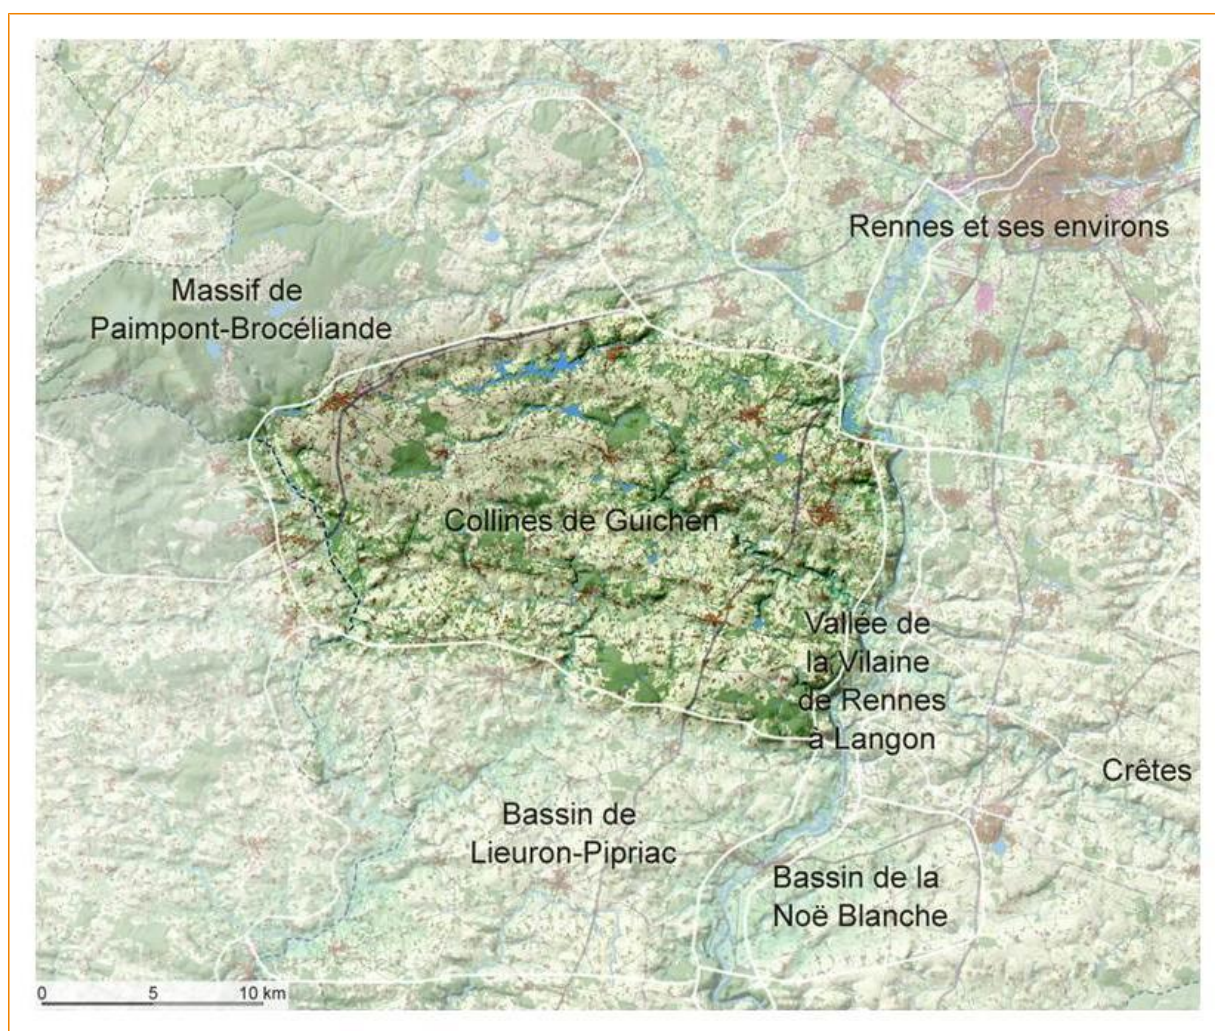 Rennes et ses environs
Massif de
Paimpont-Brocéliande
Collines de Guichen
Vallée de
la Vilaine
de Rennes
à Langon
Crêtes
Bassin de
Lieuron-Pipriac
Bassin de la
Noë Blanche
0 5 10 km